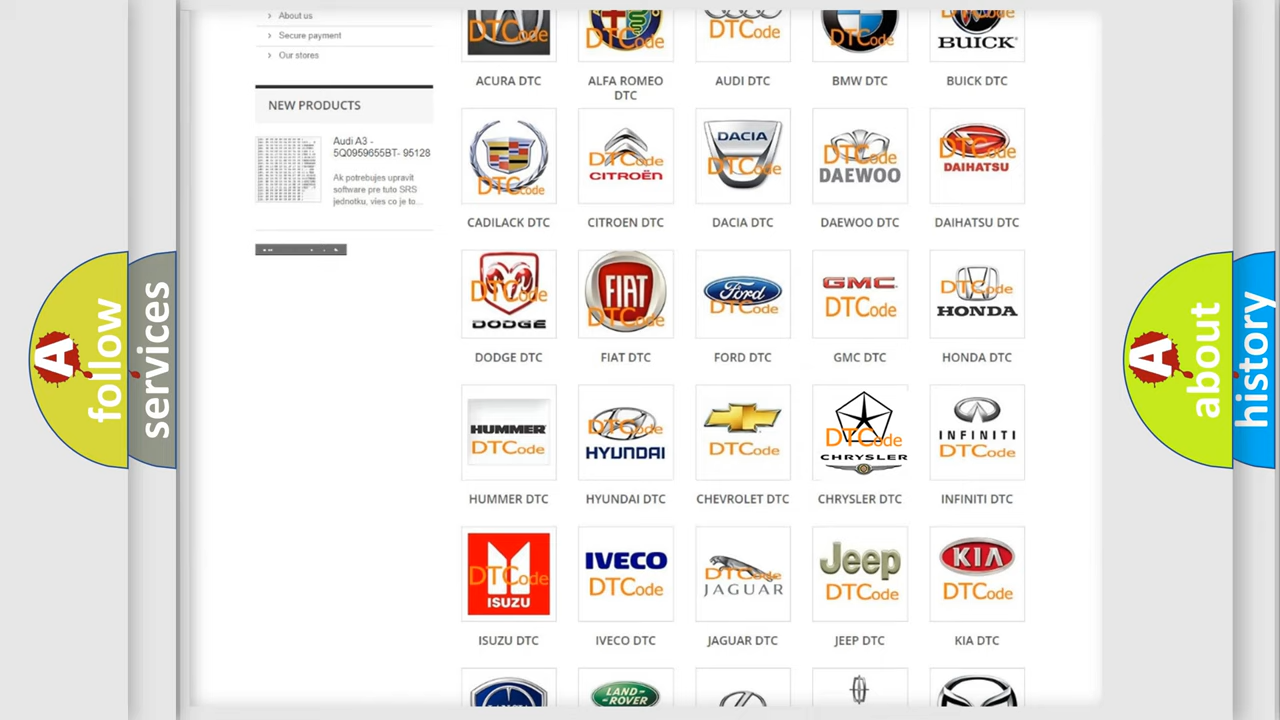 About us
Secure payment
Our stores
NEW PRODUCTS
Audi A3 -
5Q0959655BT- 95128
Ak potrebujes upravit
software pre tuto SRS
jednotku, vies co je to...
DTCode
DTCode
DTCode
DTCode
BUICK
ACURA DTC
ALFA ROMEO
DTC
AUDI DTC
BMW DTC
BUICK DTC
DTCcode
DTCode
CITROËN
DACIA
DTCode
DTCode
DAEWOO
DTCode
DAIHATSU
CADILACK DTC
CITROEN DTC
DACIA DTC
DAEWOO DTC
DAIHATSU DTC
DTCode
DODGE
FIAT
DTCode
Ford
DTCode
GMC
DTCode
DTCode
HONDA
DODGE DTC
FIAT DTC
FORD DTC
GMC DTC
HONDA DTC
HUMMER
DTCode
DTCode
HYUNDAI
DTCode
DTCode
CHRYSLER
INFINITI
DTCode
HUMMER DTC
HYUNDAI DTC
CHEVROLET DTC
CHRYSLER DTC
INFINITI DTC
DTCode
ISUZU
IVECO
DTCode
DTCode
JAGUAR
Jeep
DTCode
KIA
DTCode
ISUZU DTC
IVECO DTC
JAGUAR DTC
JEEP DTC
KIA DTC
LAND-
ROVER
A
follow
services
A
about
history